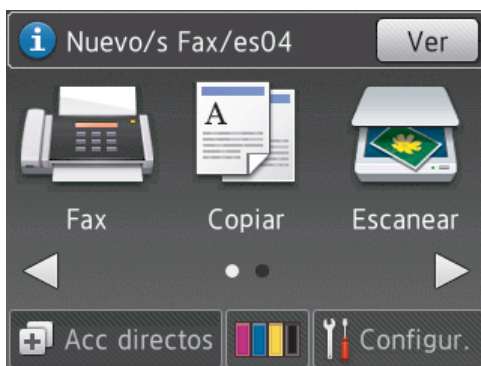 Nuevo/s Fax/es04
Ver
A
Fax
Copiar
Escanear
Acc directos
Configur.